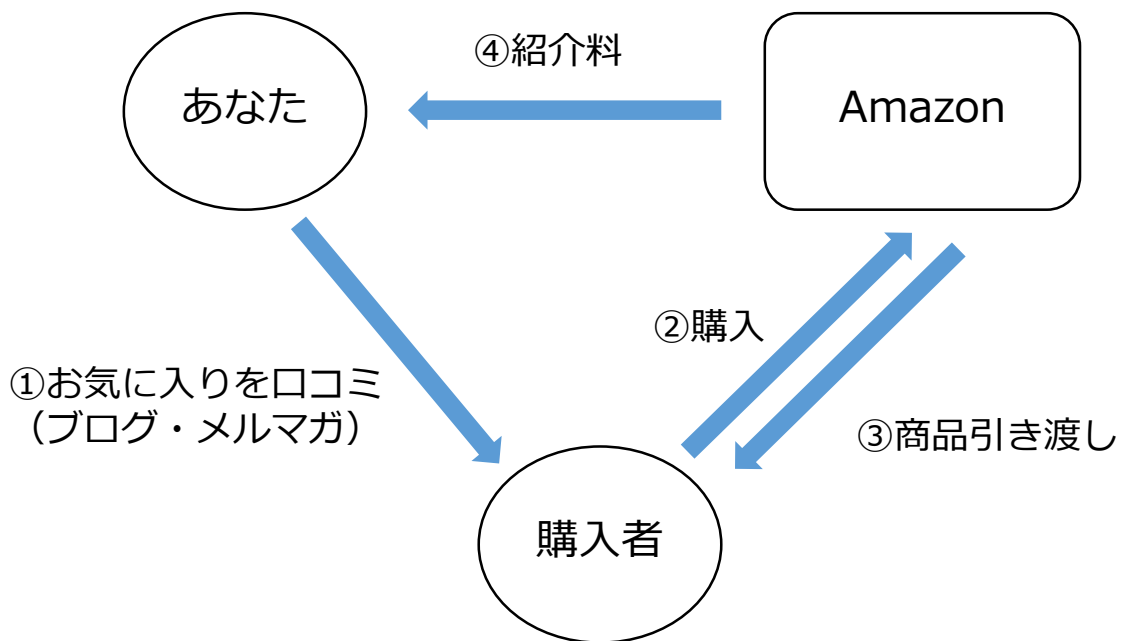 ④紹介料
あなた
Amazon
②購入
①お気に入りを口コミ
（ブログ・メルマガ）
③商品引き渡し
購入者